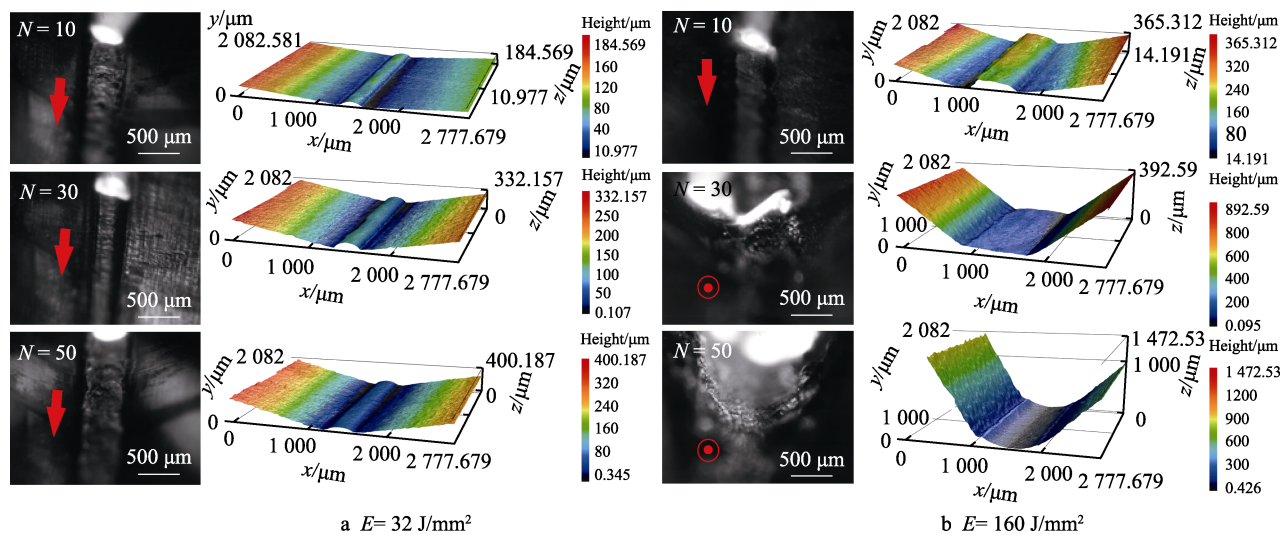 N = 10
500 μm
y/μm
2 082.581
0
0
1 000
2 000
2 777.679
x/μm
184.569
10.977
z/μm
Height/μm
184.569
160
120
80
40
10.977
N = 30
500 μm
y/μm
2 082
0
0
1 000
2 000
2 777.679
x/μm
332.157
0
z/μm
Height/μm
332.157
250
200
150
100
50
0.107
N = 50
500 μm
y/μm
2 082
0
0
1 000
2 000
2 777.679
x/μm
400.187
0
z/μm
Height/μm
400.187
320
240
160
80
0.345
a E= 32 J/mm²
N = 10
500 μm
y/μm
2 082
0
0
1 000
2 000
2 777.679
x/μm
365.312
14.191
z/μm
Height/μm
365.312
320
240
160
80
14.191
N = 30
500 μm
y/μm
2 082
1 000
0
0
1 000
2 000
2 777.679
x/μm
392.59
0
z/μm
Height/μm
892.59
800
600
400
200
0.095
N = 50
500 μm
y/μm
2 082
1 000
0
0
1 000
2 000
2 777.679
x/μm
1 472.53
1 000
0
z/μm
Height/μm
1 472.53
1200
900
600
300
0.426
b E= 160 J/mm²